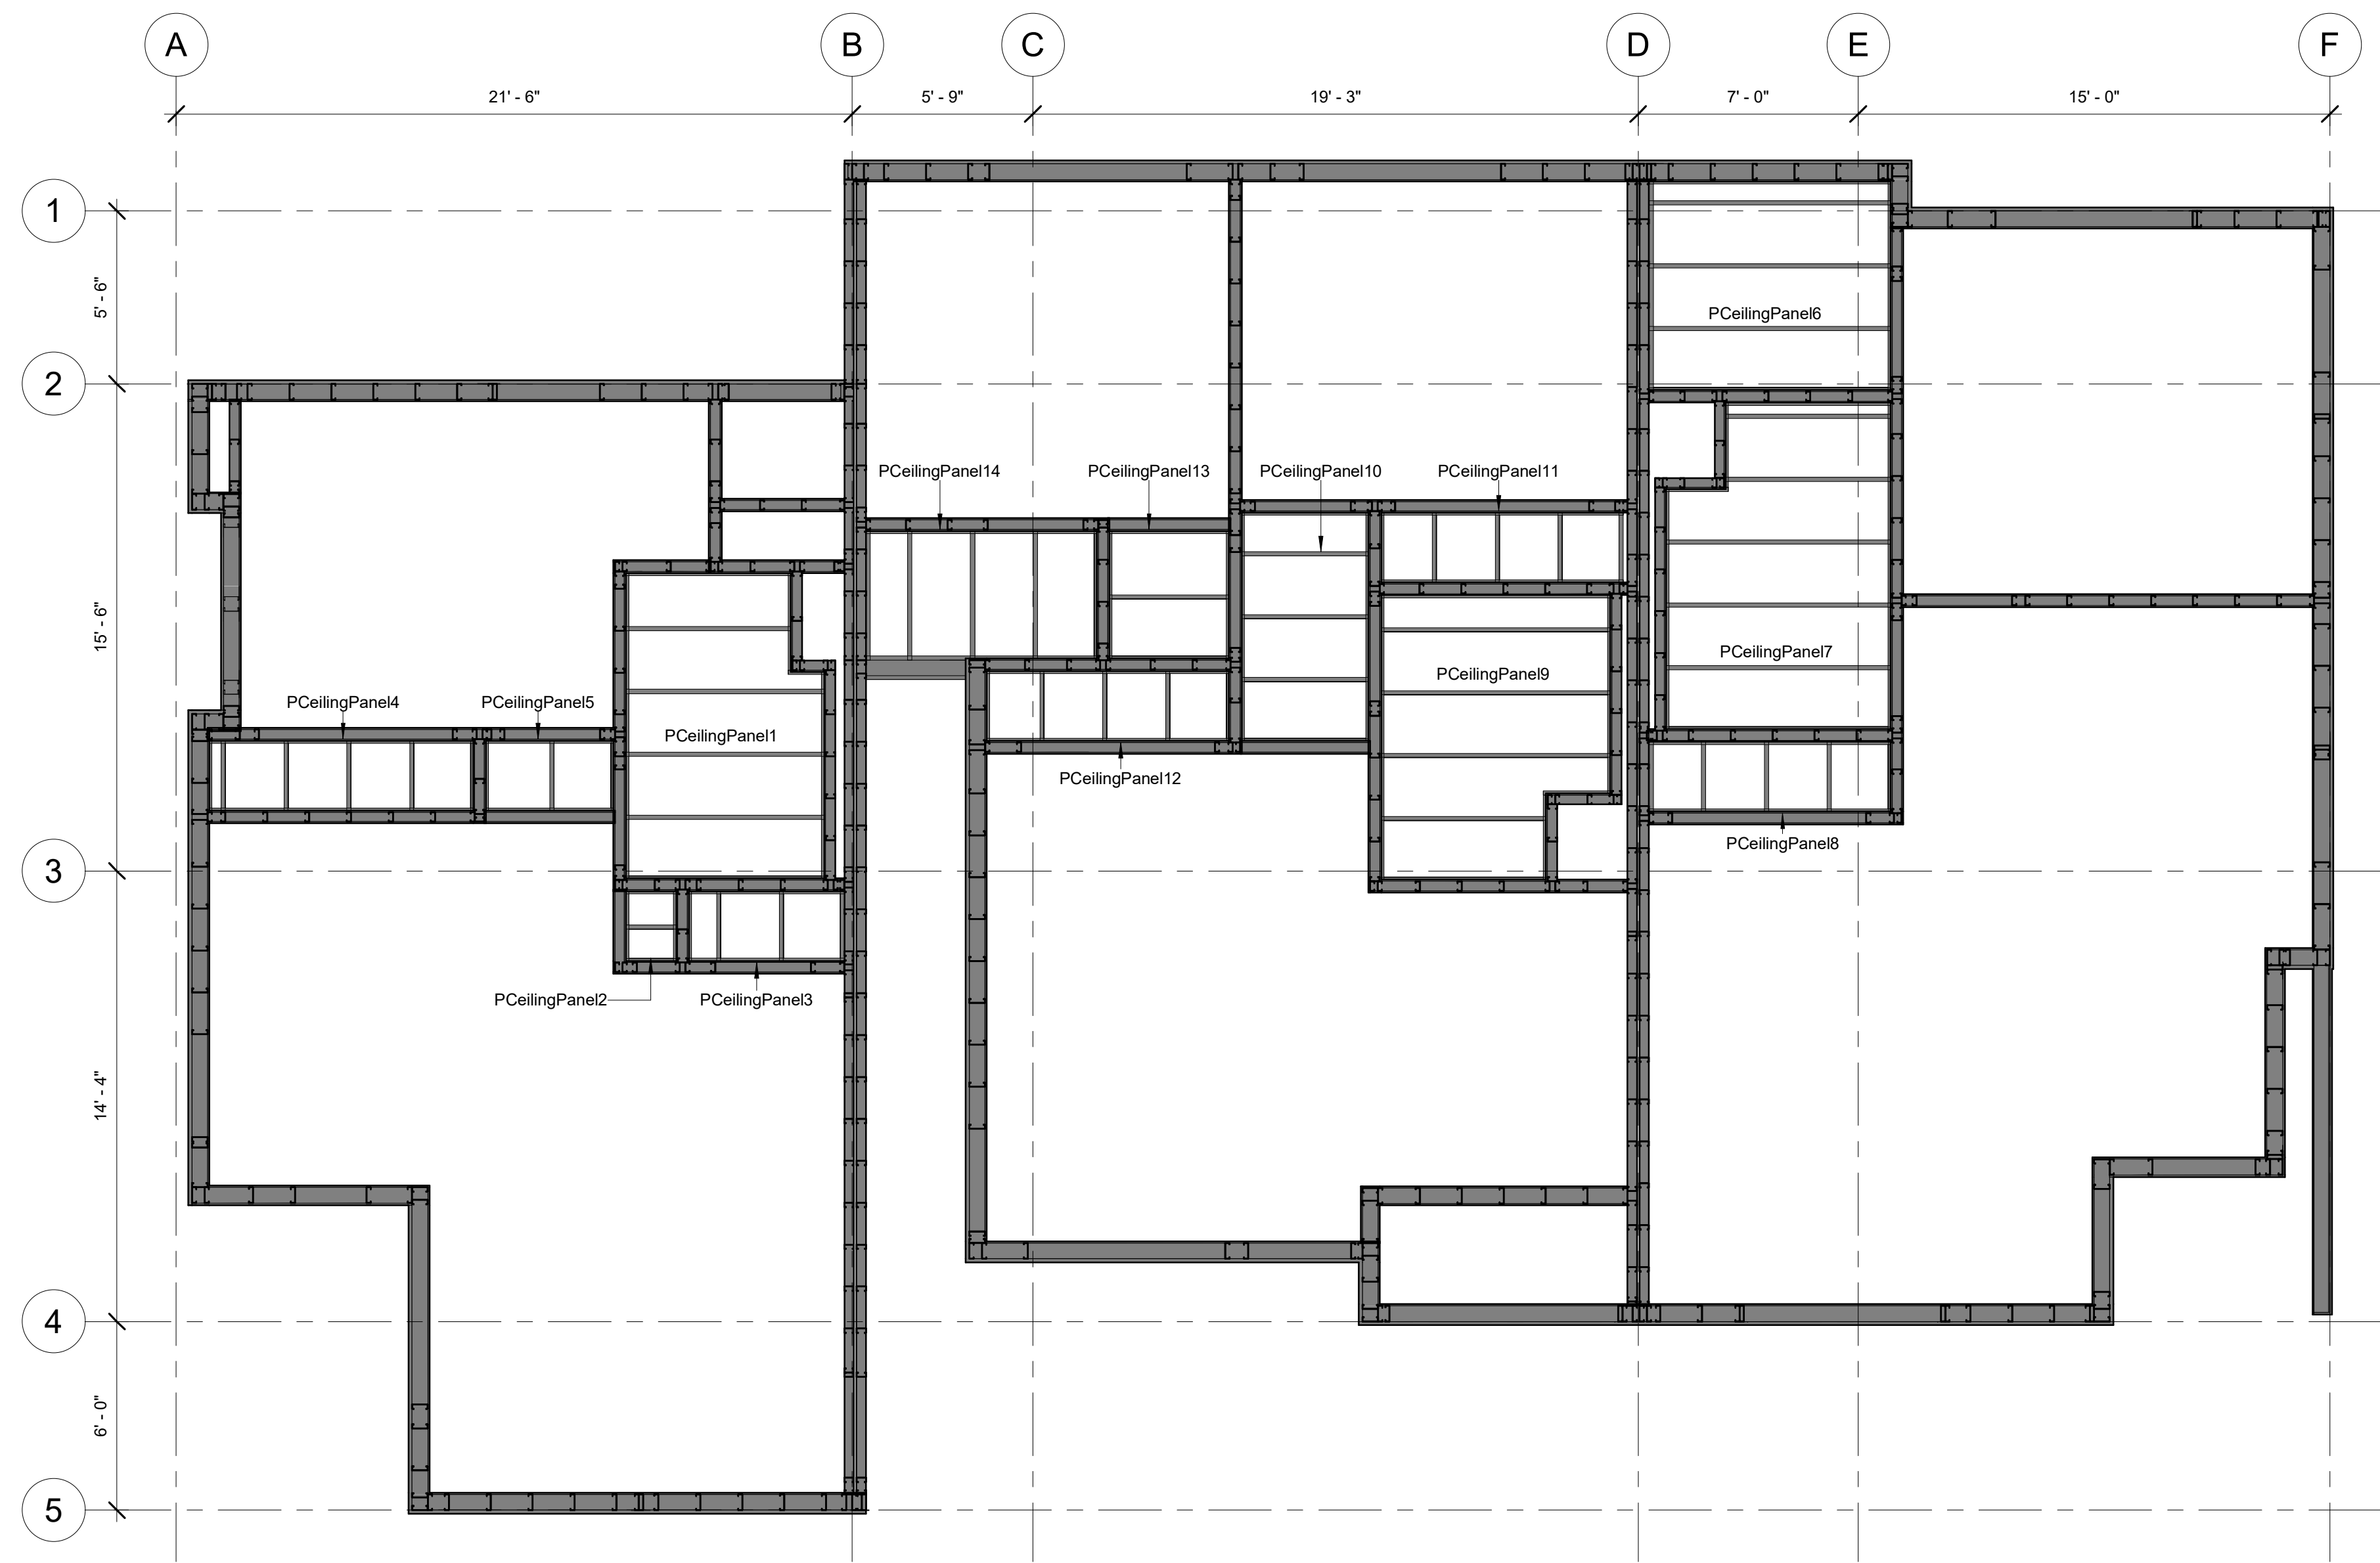 A
B
C
D
E
F
21' - 6"
5' - 9"
19' - 3"
7' - 0"
15' - 0"
1
5' - 6"
PCeilingPanel6
2
PCeilingPanel14
PCeilingPanel13
PCeilingPanel10
PCeilingPanel11
15' - 6"
PCeilingPanel7
PCeilingPanel9
PCeilingPanel4
PCeilingPanel5
PCeilingPanel1
PCeilingPanel12
PCeilingPanel8
3
PCeilingPanel2
PCeilingPanel3
14' - 4"
4
6' - 0"
5